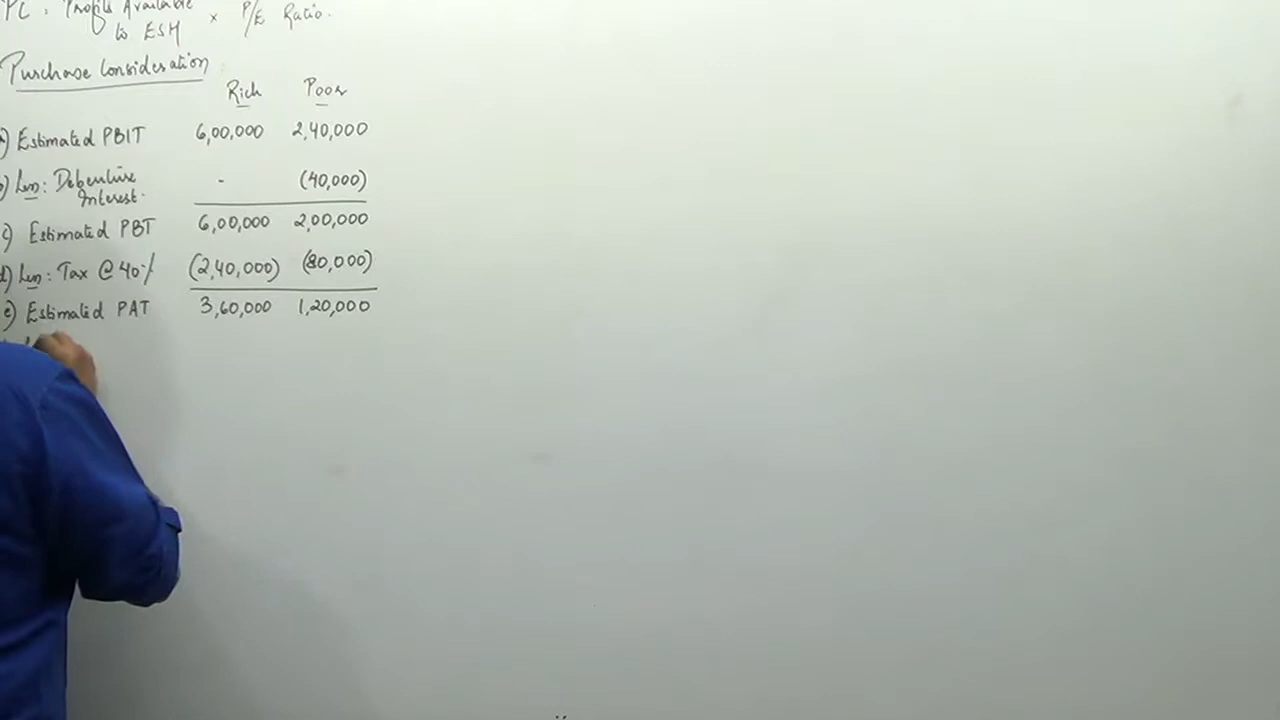 PC = Profits Available to ESH × P/E Ratio.
Purchase Consideration
Rich Poor
a) Estimated PBIT 6,00,000 2,40,000
b) Less: Debenture Interest. - (40,000)
c) Estimated PBT 6,00,000 2,00,000
d) Less: Tax @ 40% (2,40,000) (80,000)
e) Estimated PAT 3,60,000 1,20,000